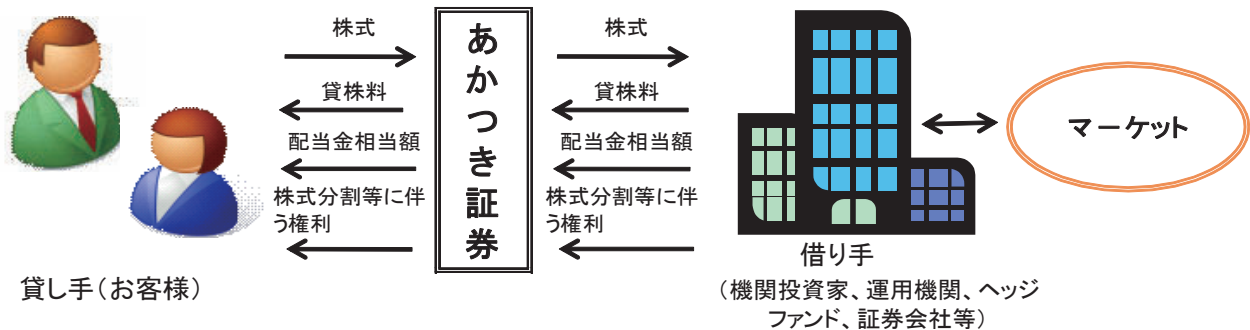 株式
貸株料
配当金相当額
株式分割等に伴
う権利
貸し手(お客様)
あかつき証券
株式
貸株料
配当金相当額
株式分割等に伴
う権利
借り手
(機関投資家、運用機関、ヘッジ
ファンド、証券会社等)
マーケット